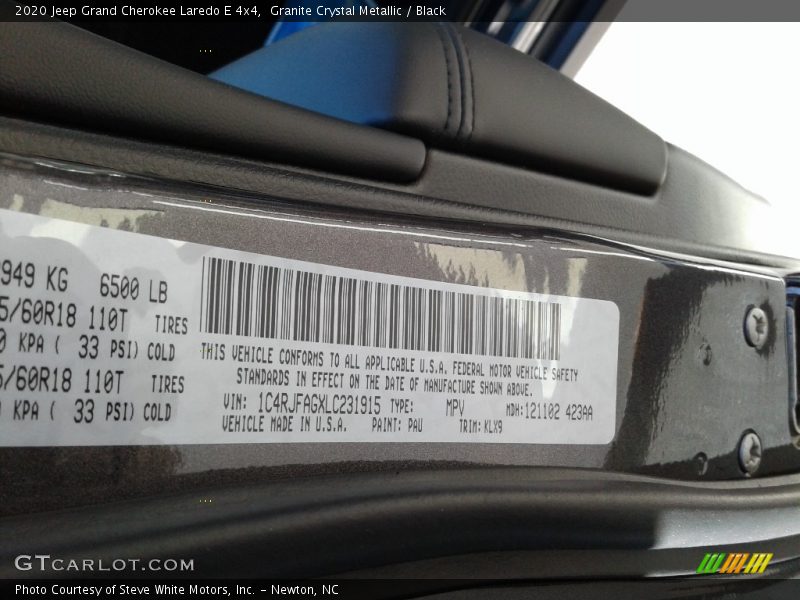 2020 Jeep Grand Cherokee Laredo E 4x4, Granite Crystal Metallic / Black
949 KG 6500 LB
5/60R18 110T TIRES
0 KPA ( 33 PSI) COLD
5/60R18 110T TIRES
KPA ( 33 PSI) COLD
THIS VEHICLE CONFORMS TO ALL APPLICABLE U.S.A. FEDERAL MOTOR VEHICLE SAFETY
STANDARDS IN EFFECT ON THE DATE OF MANUFACTURE SHOWN ABOVE.
VIN: 1C4RJFAGXLC231915 TYPE: MPV MDH: 121102 423AA
VEHICLE MADE IN U.S.A. PAINT: PAU TRIM: KLX9
GTCARLOT.COM
Photo Courtesy of Steve White Motors, Inc. – Newton, NC